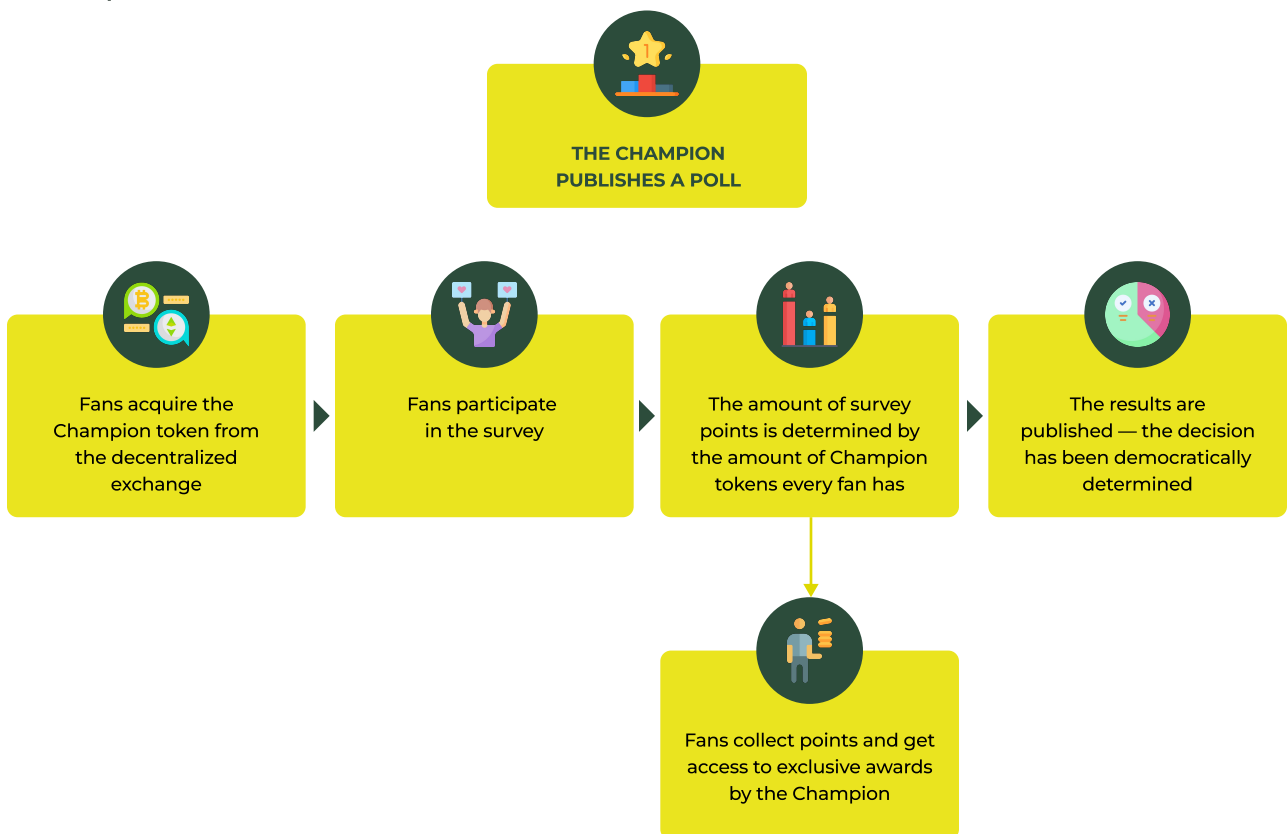 THE CHAMPION
PUBLISHES A POLL
Fans acquire the
Champion token from
the decentralized
exchange
Fans participate
in the survey
The amount of survey
points is determined by
the amount of Champion
tokens every fan has
The results are
published — the decision
has been democratically
determined
Fans collect points and get
access to exclusive awards
by the Champion